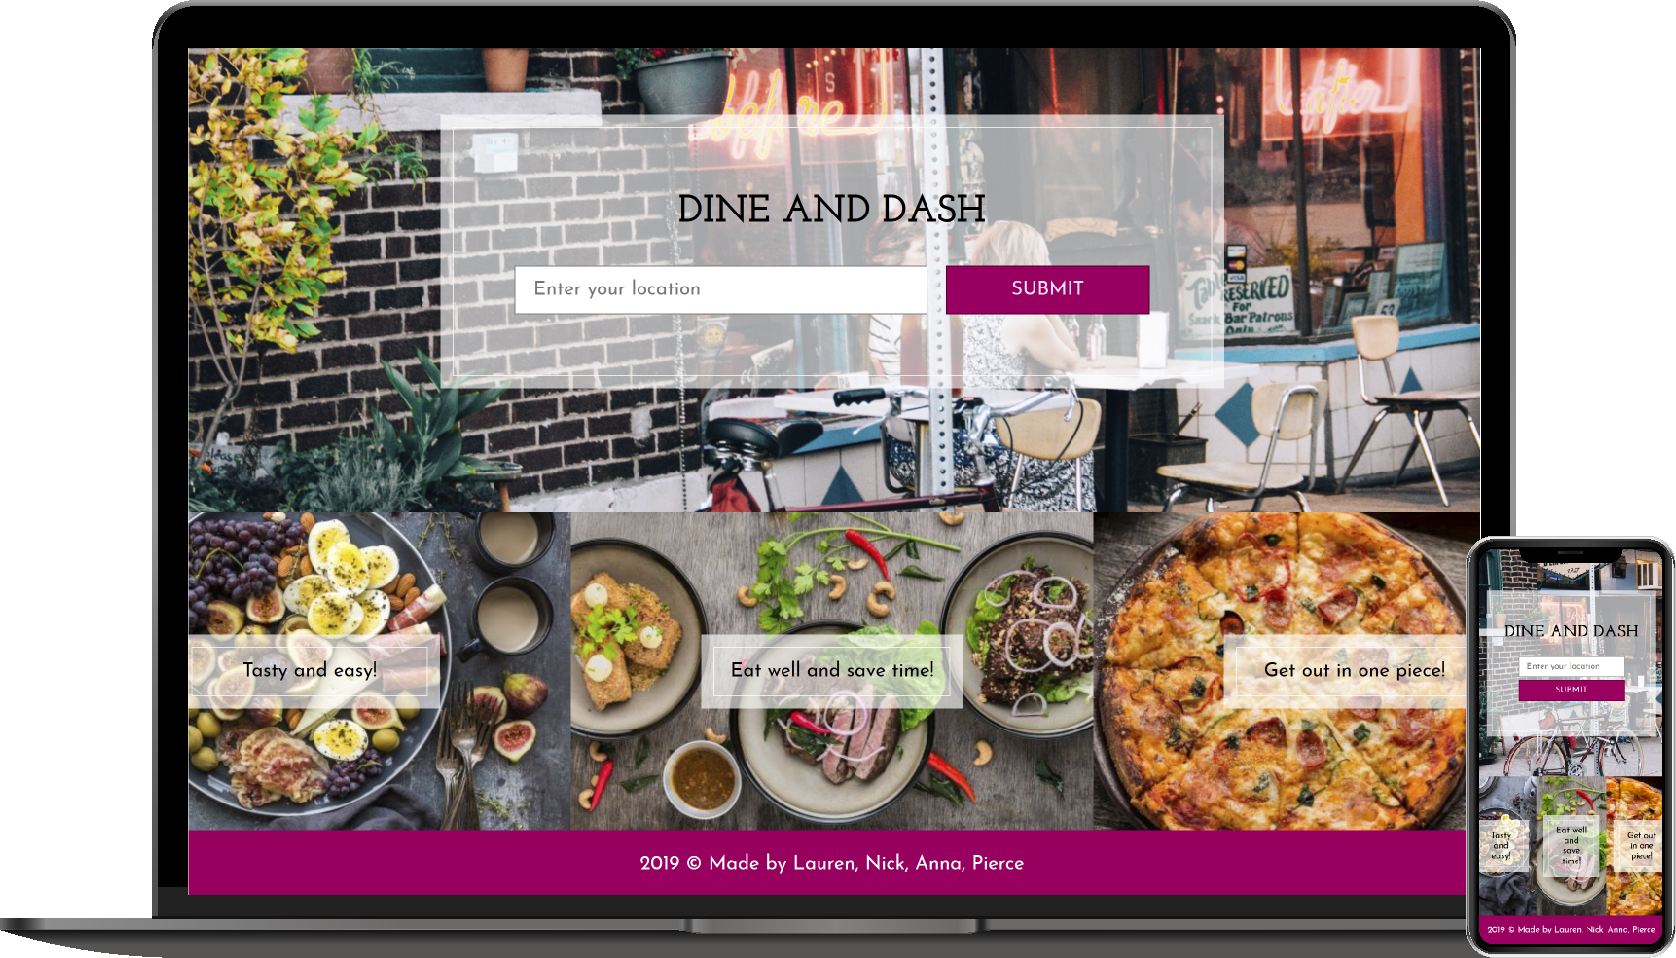 before
after
DINE AND DASH
Enter your location
SUBMIT
Table
RESERVED
For
Snack Bar Patrons
Only
VISA
Tasty and easy!
Eat well and save time!
Get out in one piece!
2019 © Made by Lauren, Nick, Anna, Pierce
DINE AND DASH
Enter your location
SUBMIT
Tasty
and
easy!
Eat well
and
save
time!
Get out
in one
piece!
2019 © Made by Lauren, Nick, Anna, Pierce